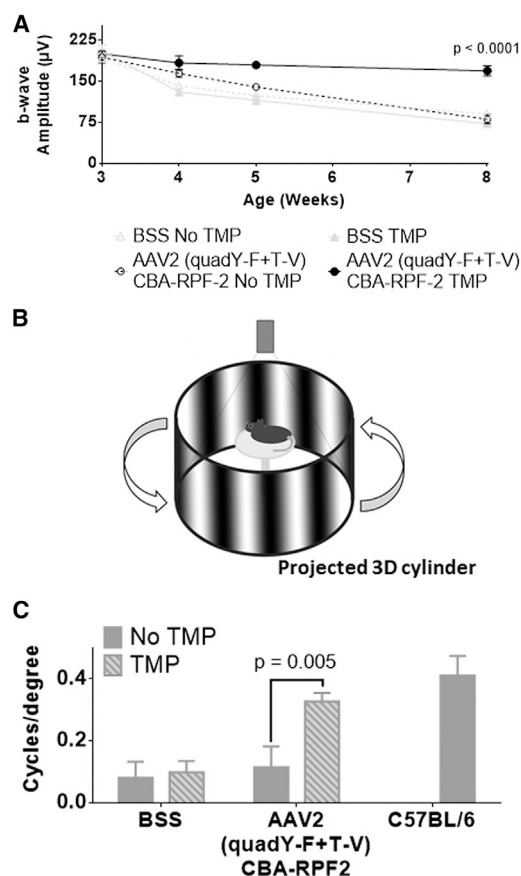 A
225
150
75
0
b-wave
Amplitude (µV)
p < 0.0001
3 4 5 6 7 8
Age (Weeks)
BSS No TMP
BSS TMP
AAV2 (quadY-F+T-V)
CBA-RPF-2 No TMP
AAV2 (quadY-F+T-V)
CBA-RPF-2 TMP
B
Projected 3D cylinder
C
No TMP
TMP
p = 0.005
Cycles/degree
0.4
0.2
0.0
BSS
AAV2
(quadY-F+T-V)
CBA-RPF2
C57BL/6